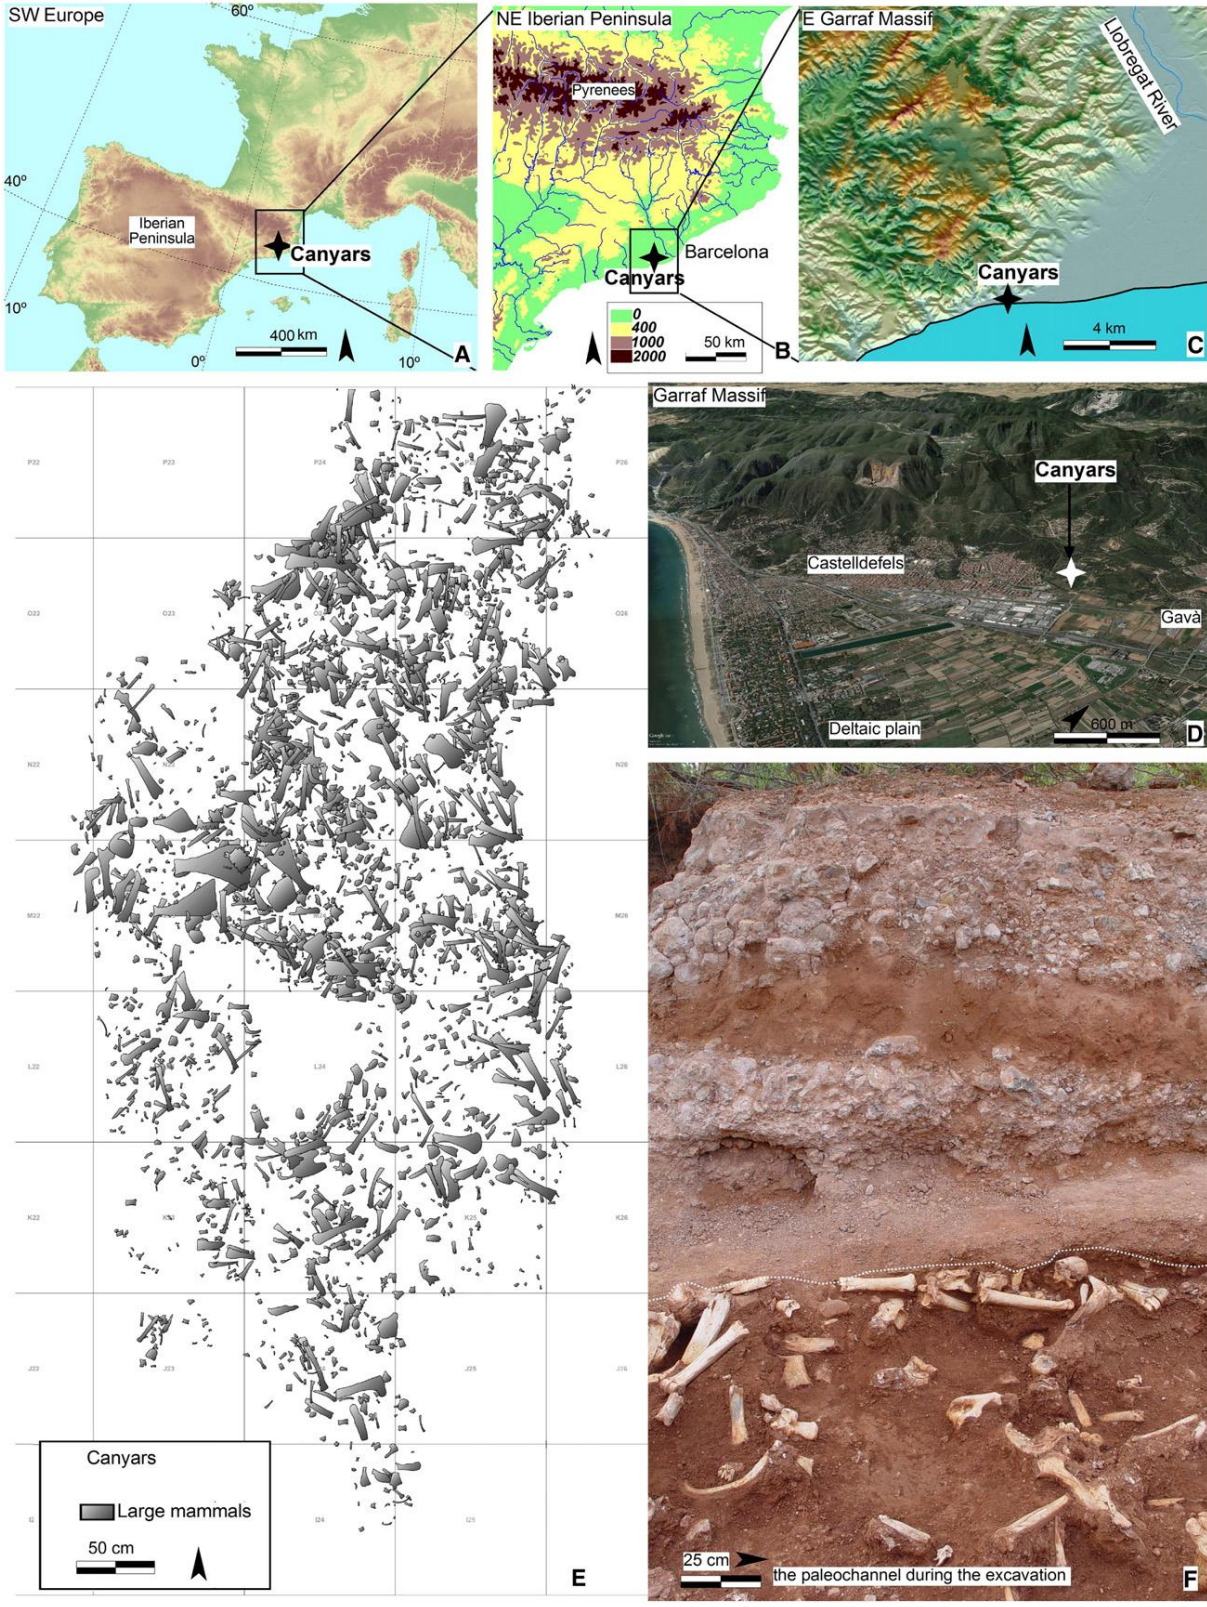 SW Europe
60º
40º
10º
0º
10º
Iberian
Peninsula
Canyars
400 km
A
NE Iberian Peninsula
Pyrenees
Barcelona
Canyars
0
400
1000
2000
50 km
B
E Garraf Massif
Llobregat River
Canyars
4 km
C
Garraf Massif
Canyars
Castelldefels
Gavà
Deltaic plain
600 m
D
P22
P23
P24
P26
O22
O23
O26
N22
N26
M22
M26
L22
L24
L26
K22
K25
K26
J22
J23
J25
J26
I24
I25
Canyars
Large mammals
50 cm
E
25 cm
the paleochannel during the excavation
F